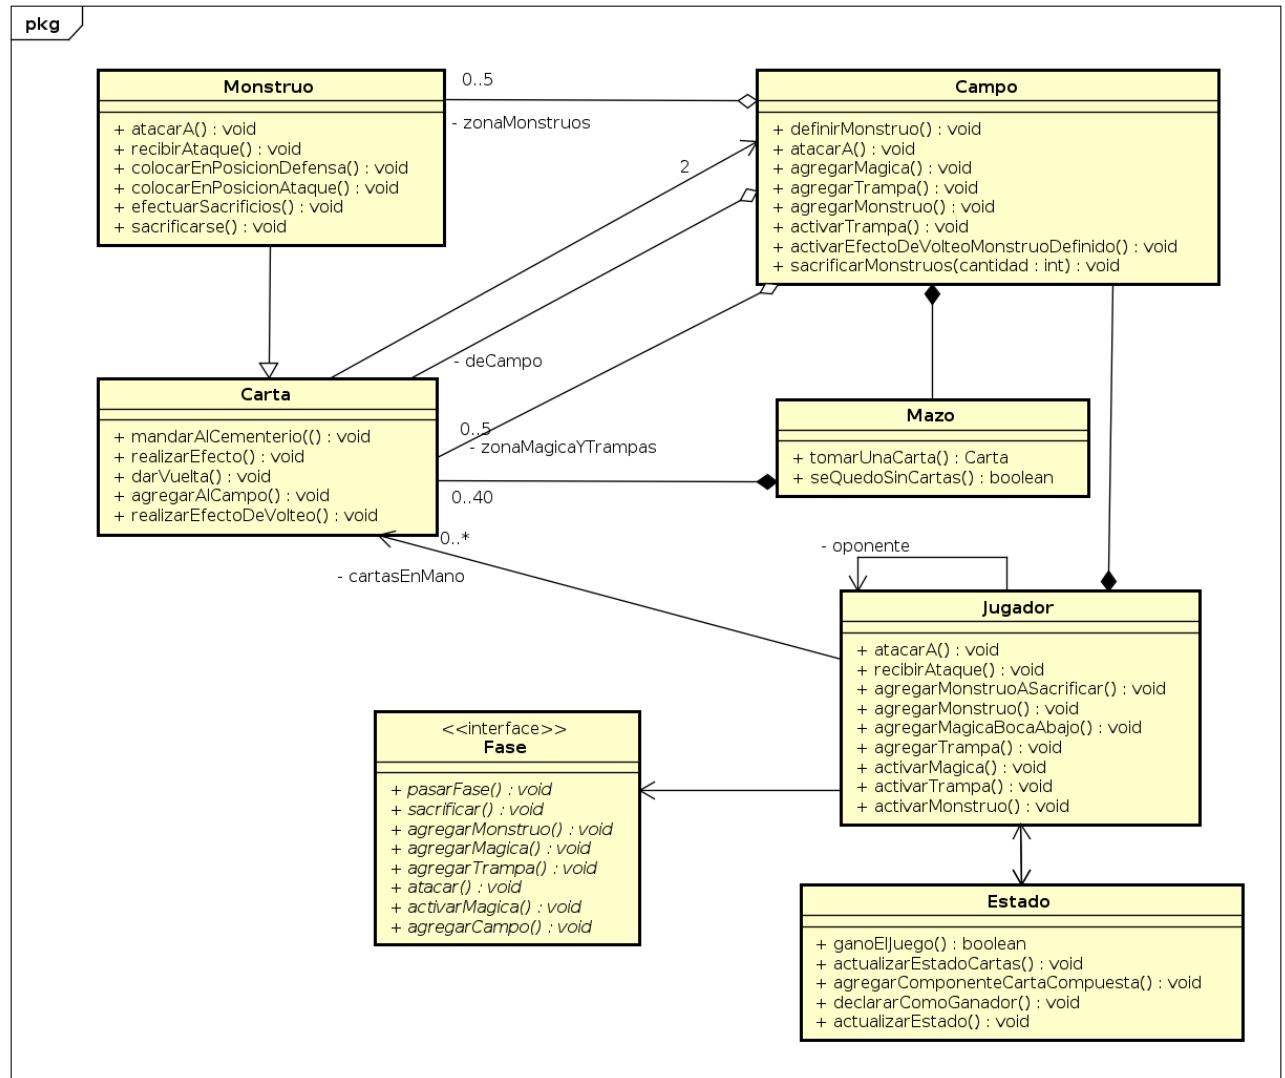 pkg
Monstruo
+ atacarA() : void
+ recibirAtaque() : void
+ colocarEnPosicionDefensa() : void
+ colocarEnPosicionAtaque() : void
+ efectuarSacrificios() : void
+ sacrificarse() : void
0..5
- zonaMonstruos
2
Campo
+ definirMonstruo() : void
+ atacarA() : void
+ agregarMagica() : void
+ agregarTrampa() : void
+ agregarMonstruo() : void
+ activarTrampa() : void
+ activarEfectoDeVolteoMonstruoDefinido() : void
+ sacrificarMonstruos(cantidad : int) : void
- deCampo
Carta
+ mandarAlCementerio(() : void
+ realizarEfecto() : void
+ darVuelta() : void
+ agregarAlCampo() : void
+ realizarEfectoDeVolteo() : void
0..5
- zonaMagicaYTrampas
0..40
0..*
- cartasEnMano
Mazo
+ tomarUnaCarta() : Carta
+ seQuedoSinCartas() : boolean
- oponente
Jugador
+ atacarA() : void
+ recibirAtaque() : void
+ agregarMonstruoASacrificar() : void
+ agregarMonstruo() : void
+ agregarMagicaBocaAbajo() : void
+ agregarTrampa() : void
+ activarMagica() : void
+ activarTrampa() : void
+ activarMonstruo() : void
<<interface>>
Fase
+ pasarFase() : void
+ sacrificar() : void
+ agregarMonstruo() : void
+ agregarMagica() : void
+ agregarTrampa() : void
+ atacar() : void
+ activarMagica() : void
+ agregarCampo() : void
Estado
+ ganoElJuego() : boolean
+ actualizarEstadoCartas() : void
+ agregarComponenteCartaCompuesta() : void
+ declararComoGanador() : void
+ actualizarEstado() : void